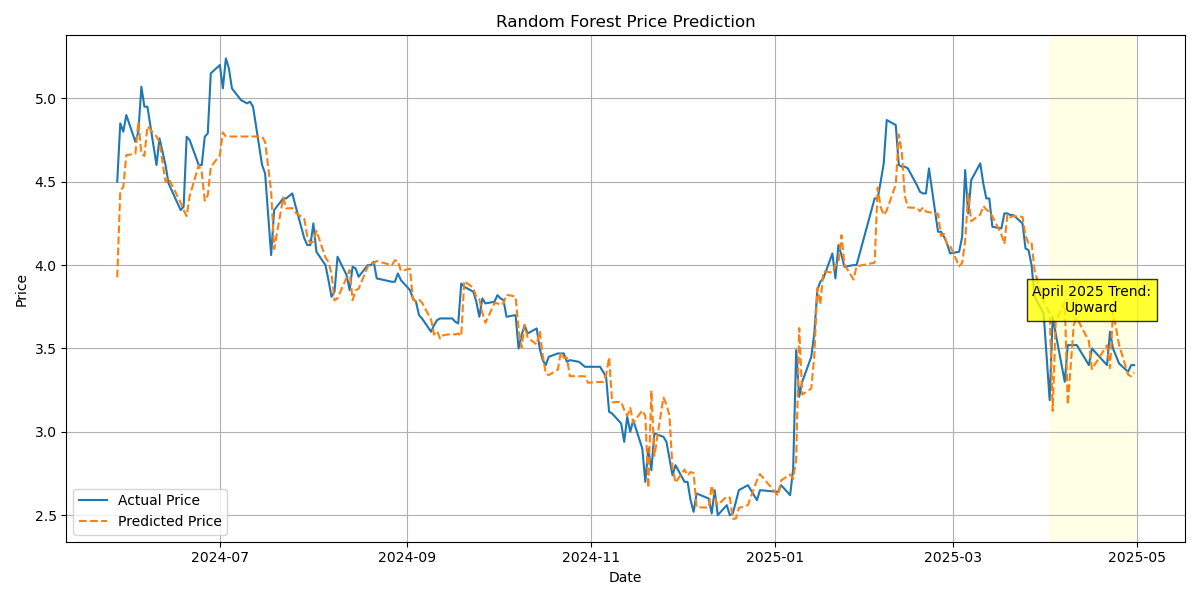 Random Forest Price Prediction
Price
5.0
4.5
4.0
3.5
3.0
2.5
April 2025 Trend:
Upward
Actual Price
Predicted Price
2024-07
2024-09
2024-11
2025-01
2025-03
2025-05
Date